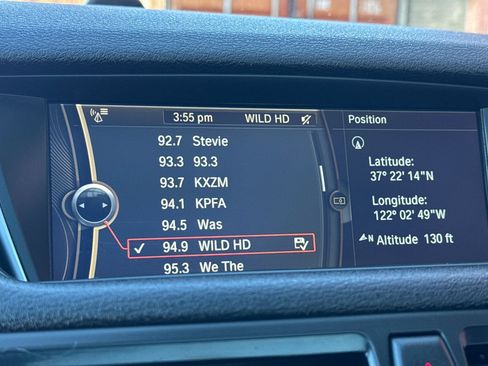 3:55 pm WILD HD
92.7 Stevie
93.3 93.3
93.7 KXZM
94.1 KPFA
94.5 Was
94.9 WILD HD
95.3 We The
Position
Latitude:
37° 22' 14"N
Longitude:
122° 02' 49"W
N Altitude 130 ft